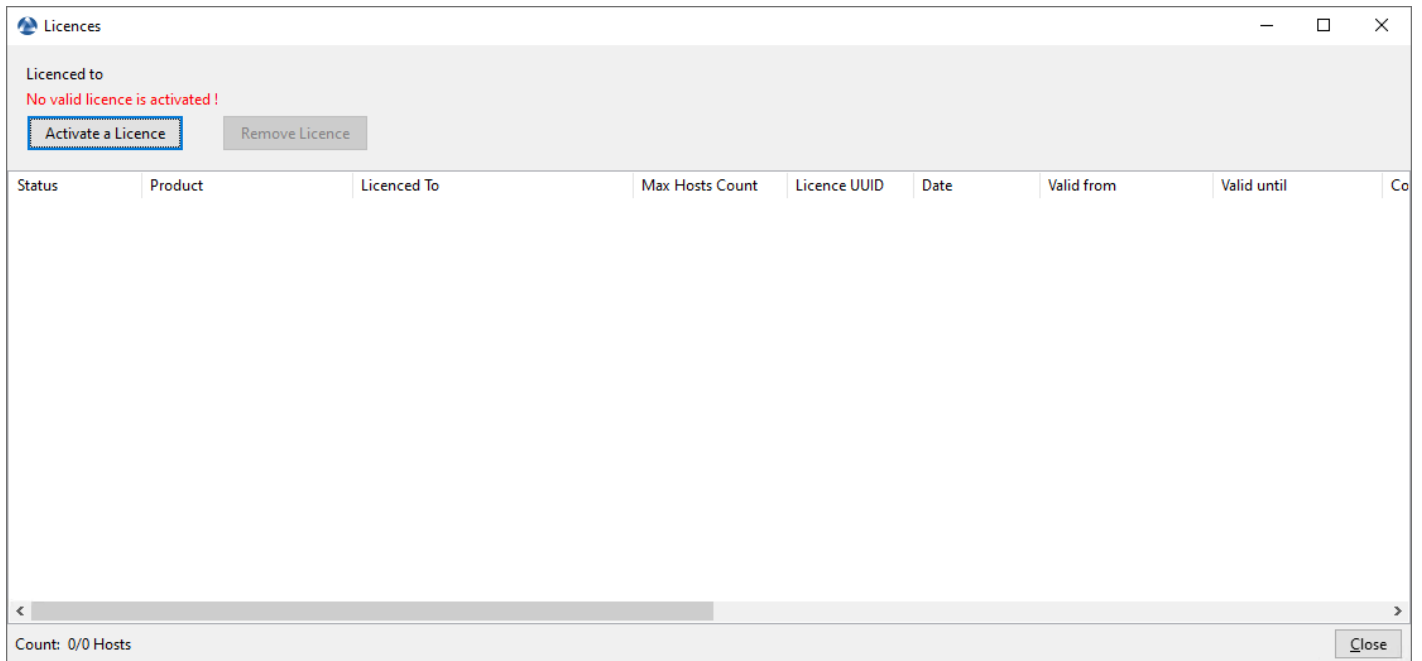 Licences
Licenced to
No valid licence is activated !
Activate a Licence Remove Licence
Status Product Licenced To Max Hosts Count Licence UUID Date Valid from Valid until Co
Count: 0/0 Hosts Close